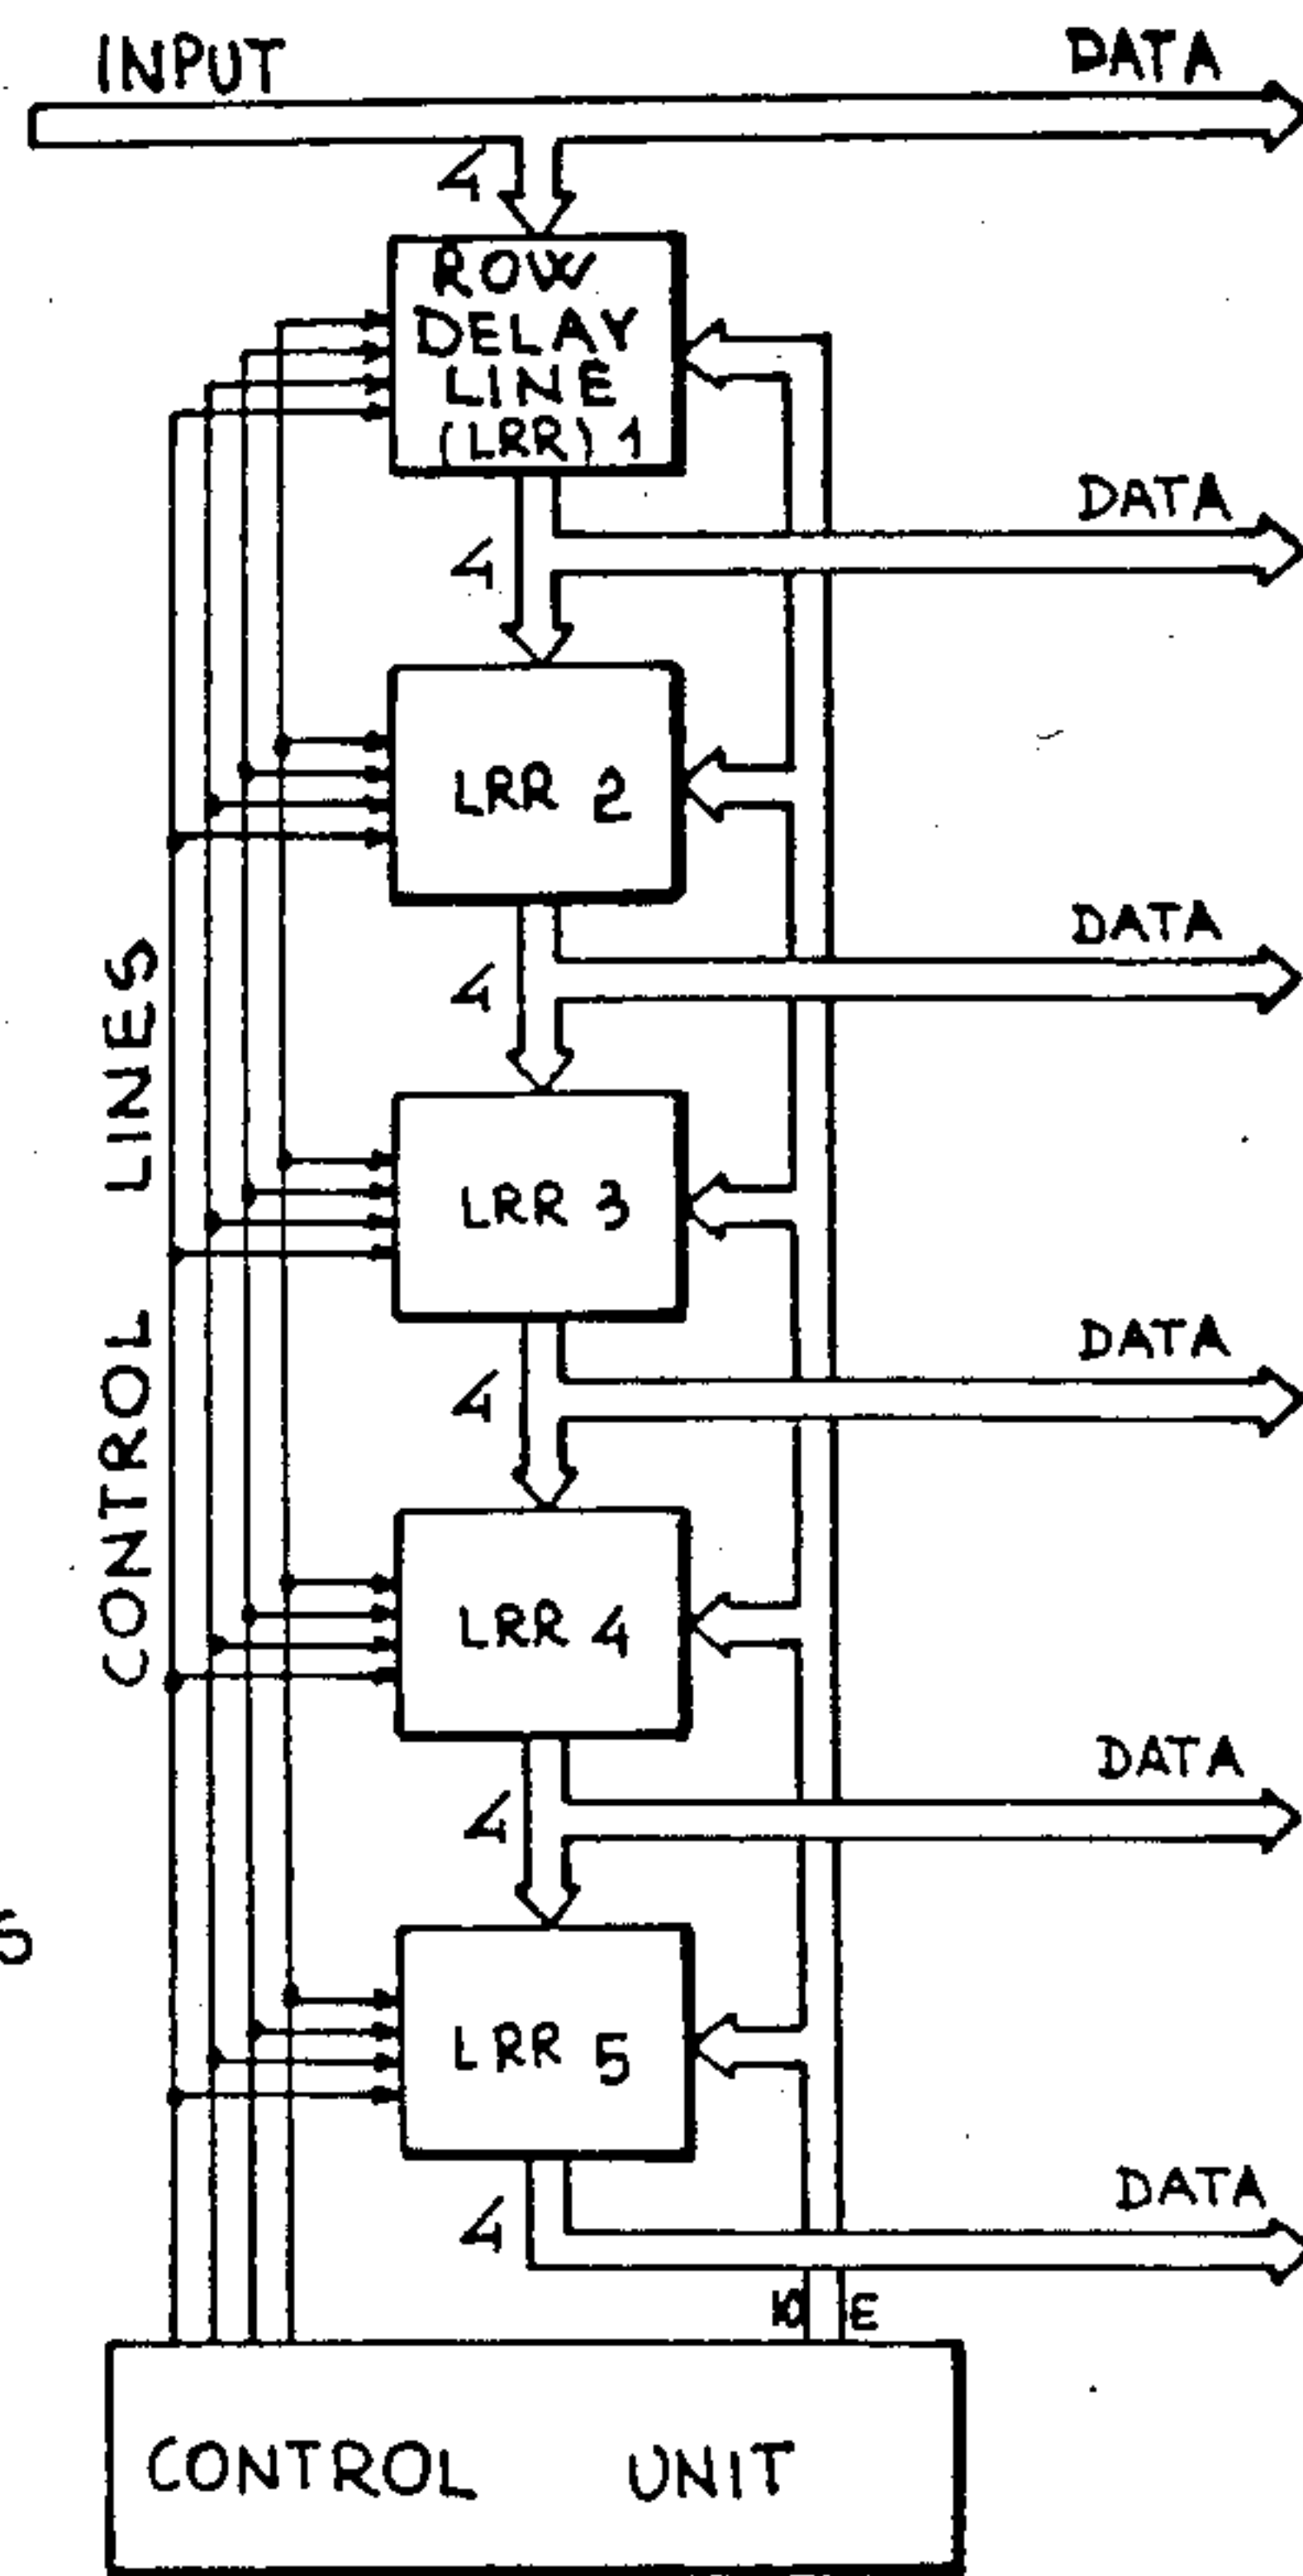 INPUT DATA
4
ROW
DELAY
LINE
(LRR) 1
DATA
4
LRR 2
DATA
4
LRR 3
DATA
4
LRR 4
DATA
4
LRR 5
DATA
4
E
CONTROL LINES
CONTROL UNIT